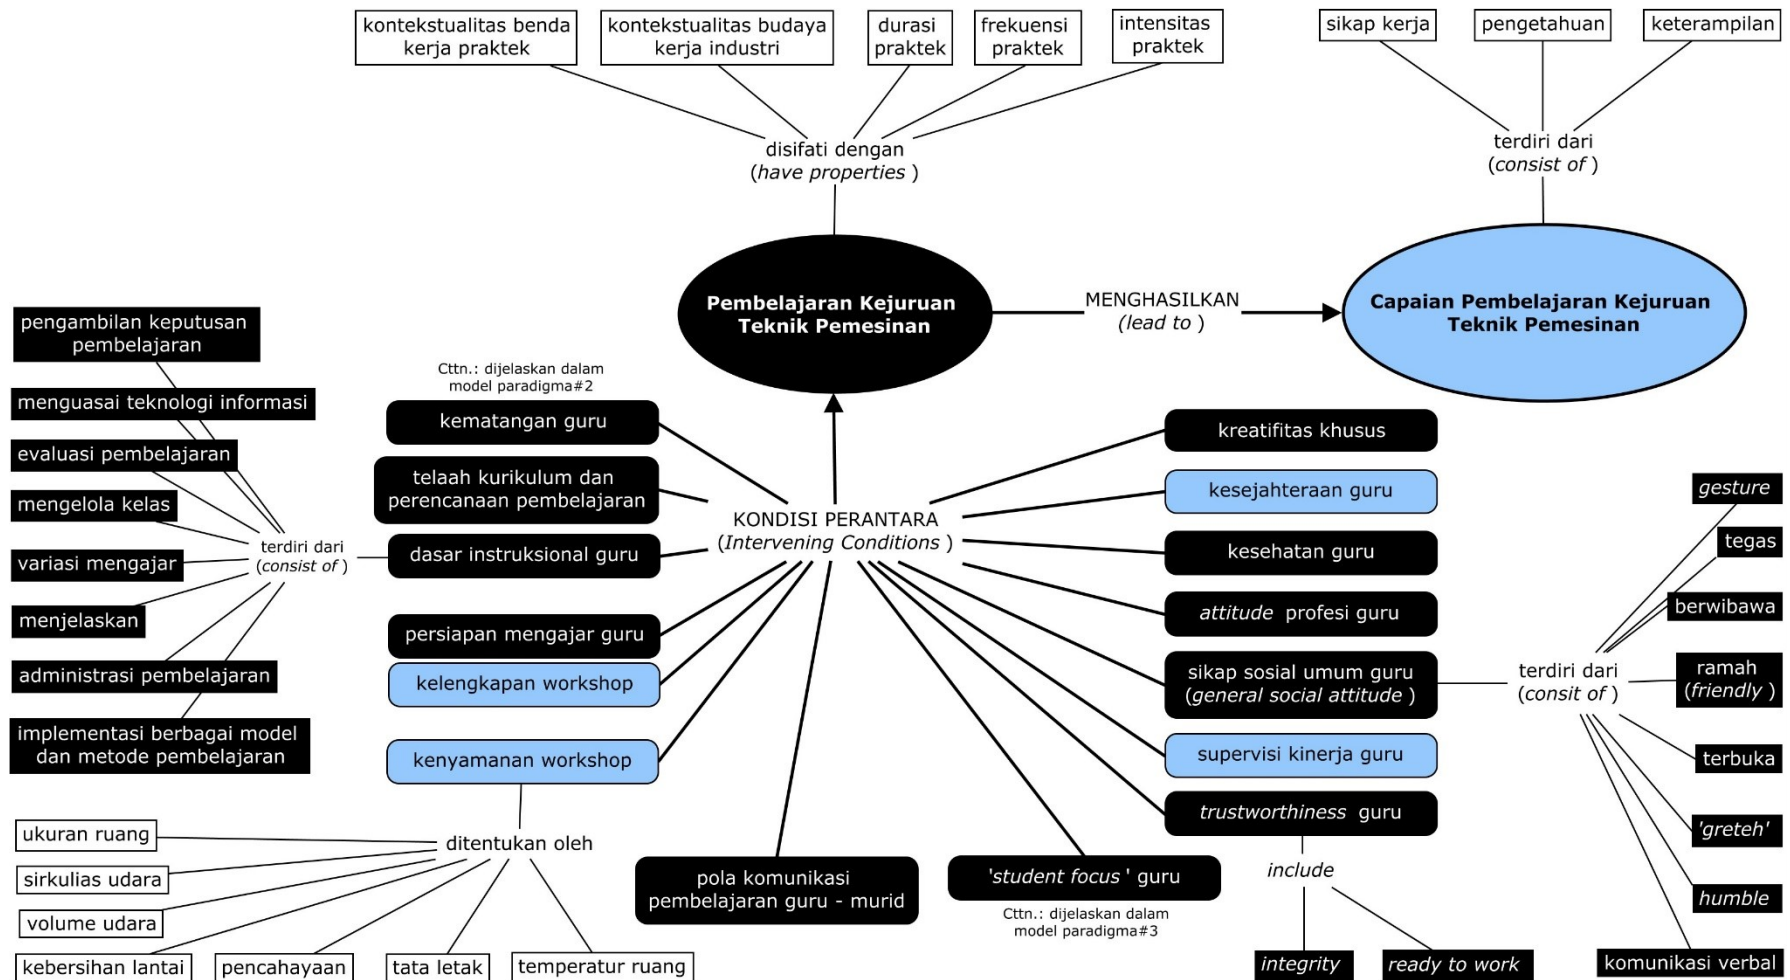 kontekstualitas benda
kerja praktek
kontekstualitas budaya
kerja industri
durasi
praktek
frekuensi
praktek
intensitas
praktek
sikap kerja
pengetahuan
keterampilan
disifati dengan
(have properties )
terdiri dari
(consist of )
Pembelajaran Kejuruan
Teknik Pemesinan
MENGHASILKAN
(lead to )
Capaian Pembelajaran Kejuruan
Teknik Pemesinan
pengambilan keputusan
pembelajaran
menguasai teknologi informasi
evaluasi pembelajaran
mengelola kelas
variasi mengajar
menjelaskan
administrasi pembelajaran
implementasi berbagai model
dan metode pembelajaran
terdiri dari
(consist of )
Cttn.: dijelaskan dalam
model paradigma#2
kematangan guru
telaah kurikulum dan
perencanaan pembelajaran
dasar instruksional guru
persiapan mengajar guru
kelengkapan workshop
kenyamanan workshop
KONDISI PERANTARA
(Intervening Conditions )
kreatifitas khusus
kesejahteraan guru
kesehatan guru
attitude profesi guru
sikap sosial umum guru
(general social attitude )
supervisi kinerja guru
trustworthiness guru
terdiri dari
(consit of )
gesture
tegas
berwibawa
ramah
(friendly )
terbuka
'greteh'
humble
komunikasi verbal
ditentukan oleh
ukuran ruang
sirkulias udara
volume udara
kebersihan lantai
pencahayaan
tata letak
temperatur ruang
pola komunikasi
pembelajaran guru - murid
'student focus ' guru
Cttn.: dijelaskan dalam
model paradigma#3
include
integrity
ready to work